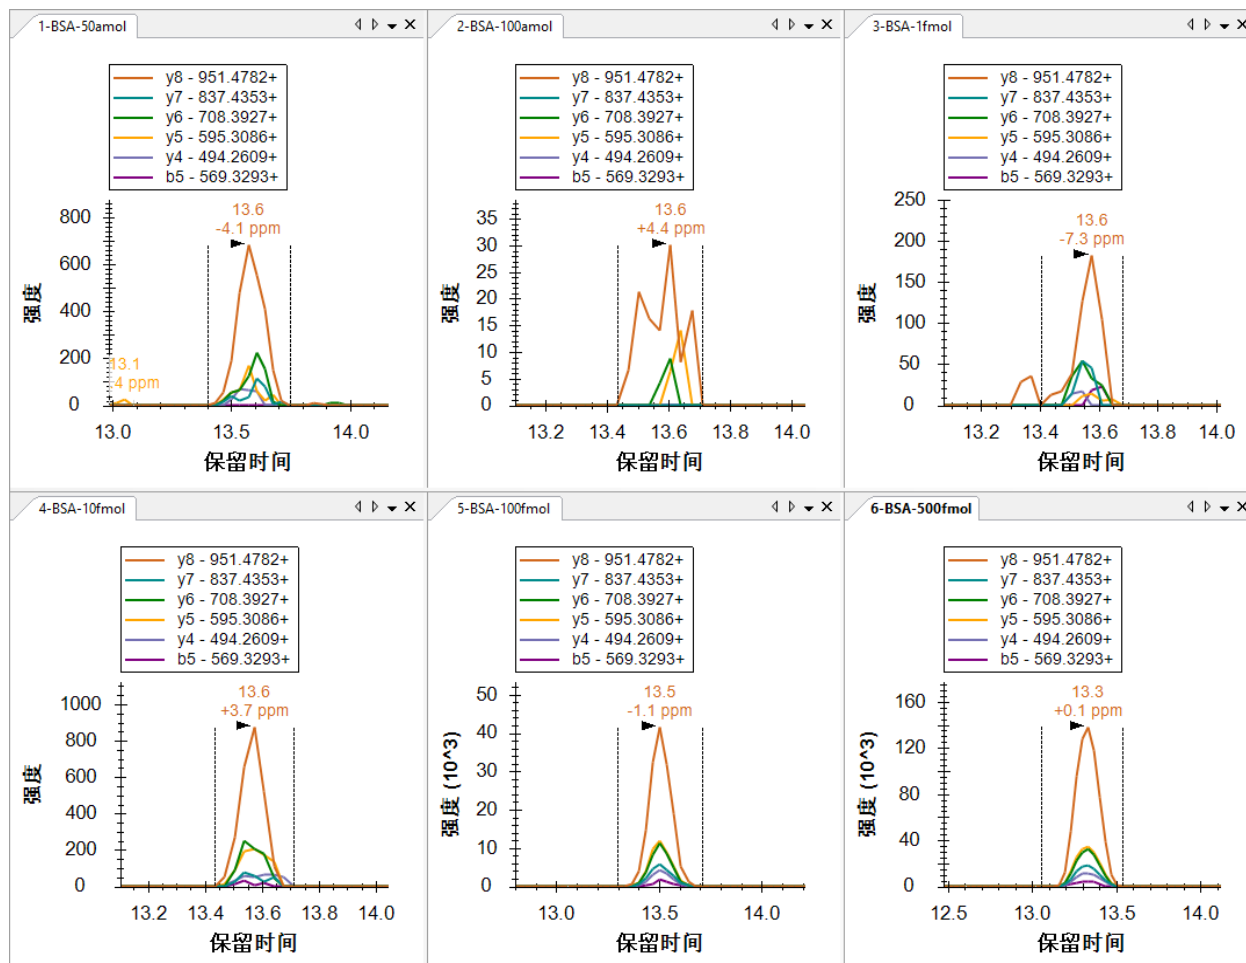 1-BSA-50amol
y8 - 951.4782+
y7 - 837.4353+
y6 - 708.3927+
y5 - 595.3086+
y4 - 494.2609+
b5 - 569.3293+
13.6
-4.1 ppm
13.1
800
600
400
200
0
强度
13.0
13.5
14.0
保留时间
2-BSA-100amol
y8 - 951.4782+
y7 - 837.4353+
y6 - 708.3927+
y5 - 595.3086+
y4 - 494.2609+
b5 - 569.3293+
13.6
+4.4 ppm
35
30
25
20
15
10
5
0
强度
13.2
13.4
13.6
13.8
14.0
保留时间
3-BSA-1fmol
y8 - 951.4782+
y7 - 837.4353+
y6 - 708.3927+
y5 - 595.3086+
y4 - 494.2609+
b5 - 569.3293+
13.6
-7.3 ppm
250
200
150
100
50
0
强度
13.2
13.4
13.6
13.8
14.0
保留时间
4-BSA-10fmol
y8 - 951.4782+
y7 - 837.4353+
y6 - 708.3927+
y5 - 595.3086+
y4 - 494.2609+
b5 - 569.3293+
13.6
+3.7 ppm
1000
800
600
400
200
0
强度
13.2
13.4
13.6
13.8
14.0
保留时间
5-BSA-100fmol
y8 - 951.4782+
y7 - 837.4353+
y6 - 708.3927+
y5 - 595.3086+
y4 - 494.2609+
b5 - 569.3293+
13.5
-1.1 ppm
50
40
30
20
10
0
强度 (10^3)
13.0
13.5
14.0
保留时间
6-BSA-500fmol
y8 - 951.4782+
y7 - 837.4353+
y6 - 708.3927+
y5 - 595.3086+
y4 - 494.2609+
b5 - 569.3293+
13.3
+0.1 ppm
160
120
80
40
0
强度 (10^3)
12.5
13.0
13.5
14.0
保留时间